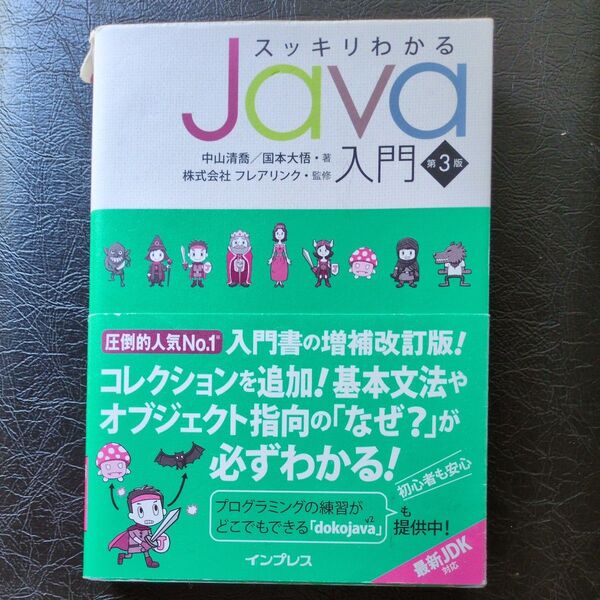 スッキリわかる
Java
入門 第3版
中山清喬/国本大悟・著
株式会社 フレアリンク・監修
圧倒的人気No.1※ 入門書の増補改訂版!
コレクションを追加! 基本文法や
オブジェクト指向の「なぜ?」が
必ずわかる!
初心者も安心
プログラミングの練習が
どこでもできる「dokojava v2」
も提供中!
インプレス
最新JDK
対応